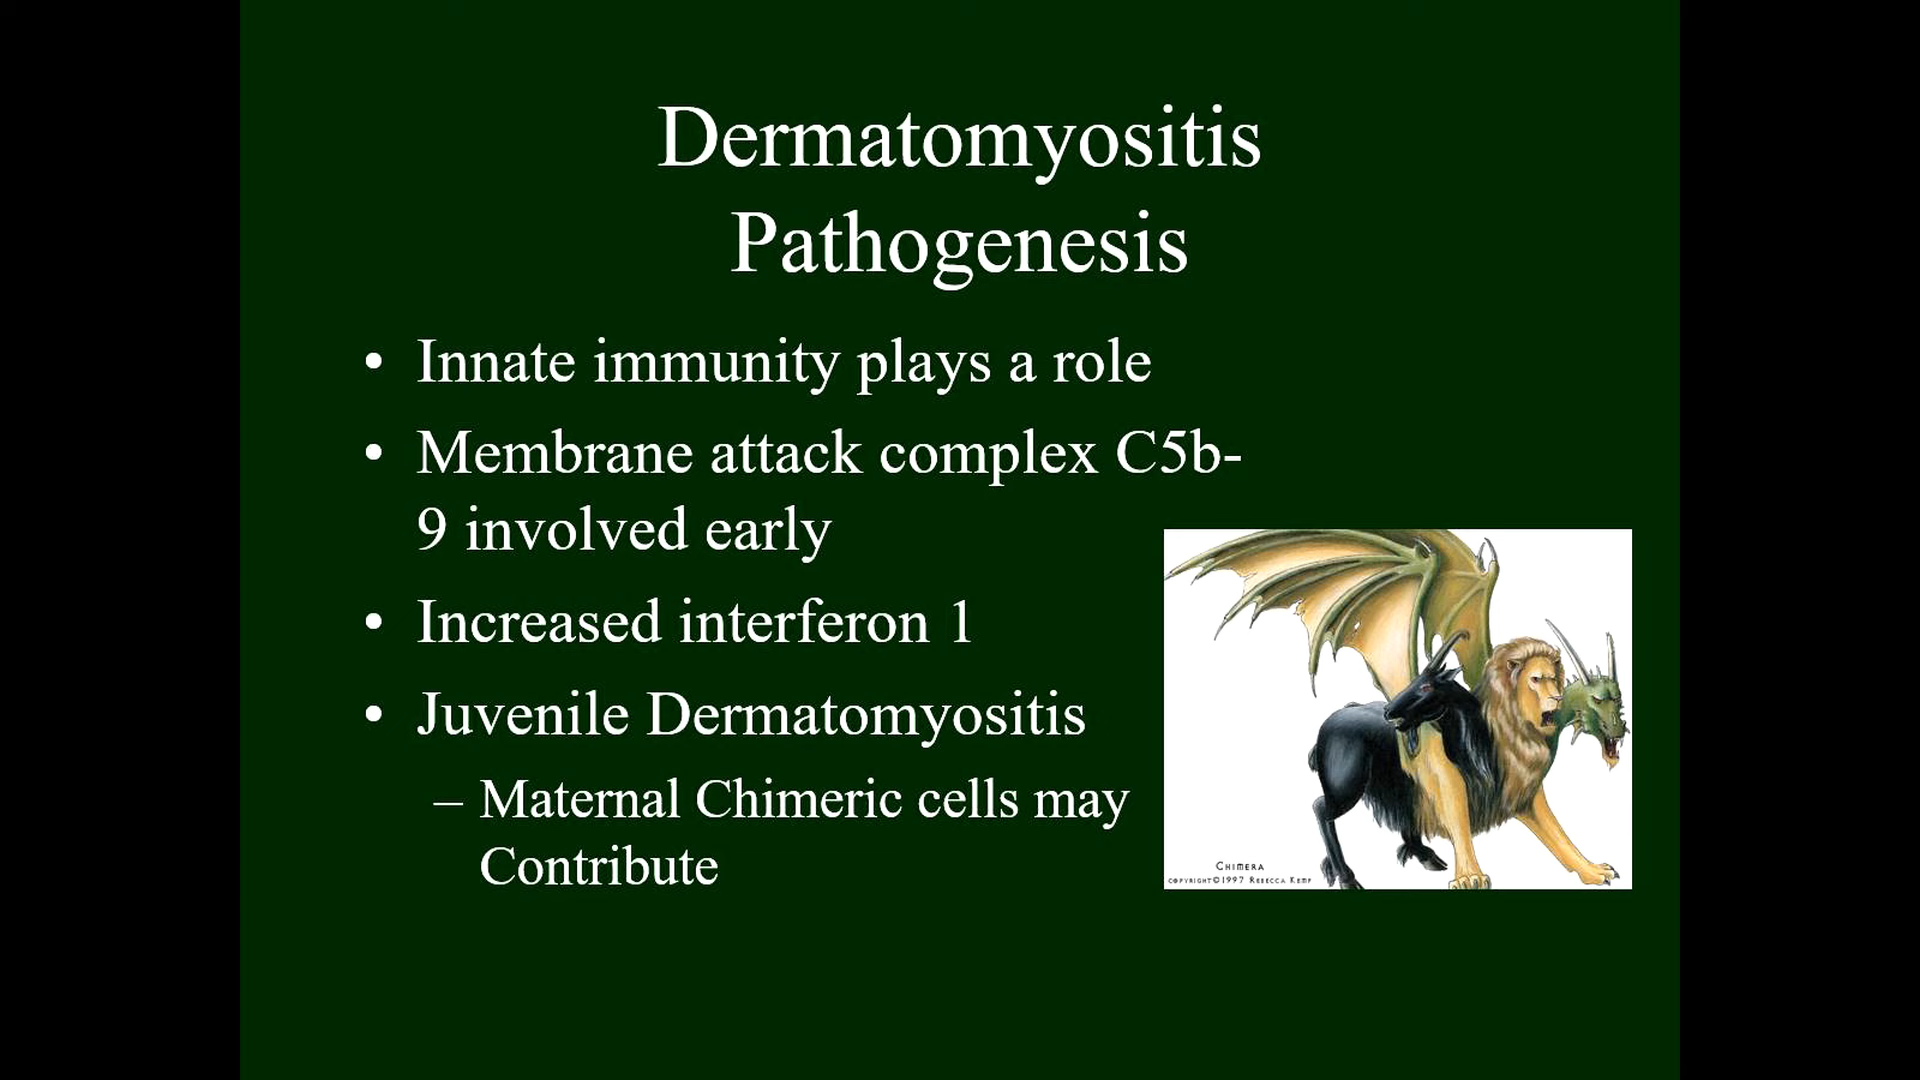 Dermatomyositis
Pathogenesis
• Innate immunity plays a role
• Membrane attack complex C5b-
9 involved early
• Increased interferon 1
• Juvenile Dermatomyositis
– Maternal Chimeric cells may
Contribute
Chimera
copyright©1997 Rebecca Kemp